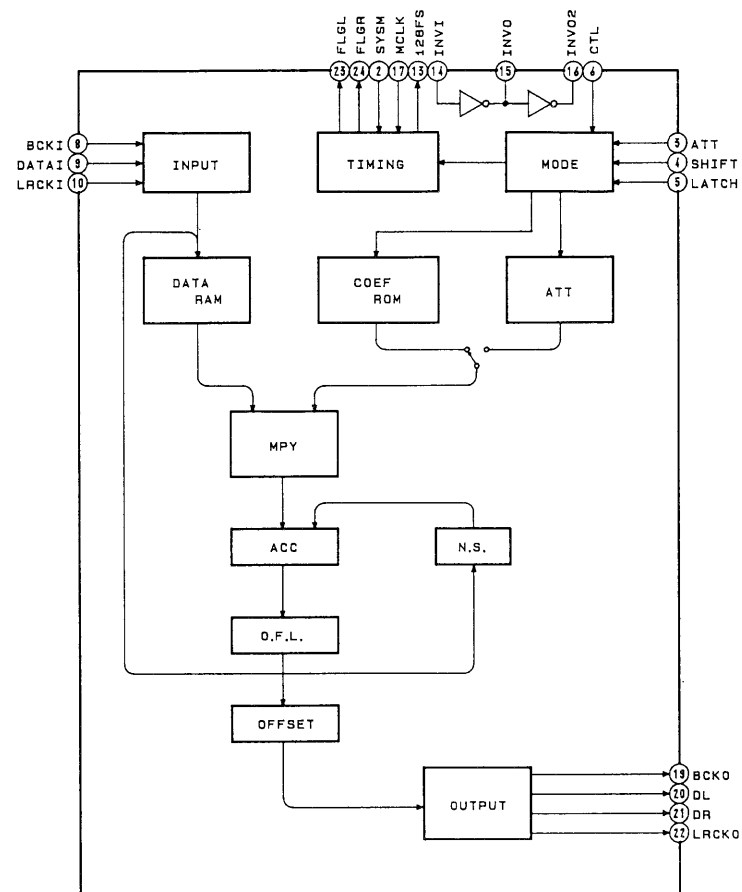 FLGL
FLGR
SYSM
MCLK
128FS
INVI
INVO
INVO2
CTL
23
24
2
17
13
14
15
16
6
BCKI 8
DATAI 9
LRCKI 10
INPUT
TIMING
MODE
3 ATT
4 SHIFT
5 LATCH
DATA
RAM
COEF
ROM
ATT
MPY
ACC
N.S.
O.F.L.
OFFSET
OUTPUT
19 BCKO
20 DL
21 DR
22 LRCKO